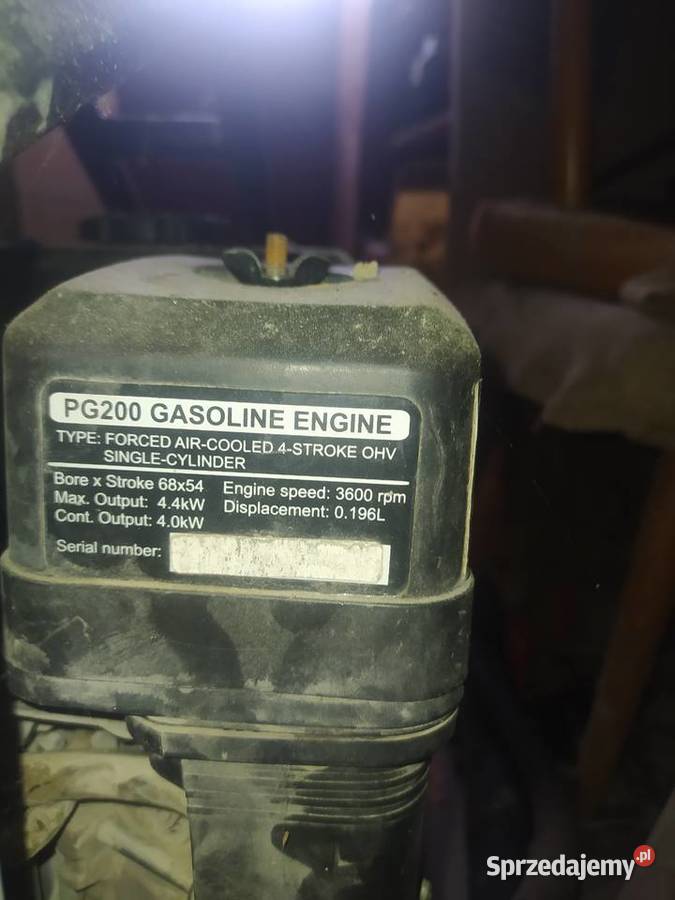 PG200 GASOLINE ENGINE
TYPE: FORCED AIR-COOLED 4-STROKE OHV
SINGLE-CYLINDER
Bore x Stroke 68x54 Engine speed: 3600 rpm
Max. Output: 4.4kW Displacement: 0.196L
Cont. Output: 4.0kW
Serial number:
Sprzedajemy.pl